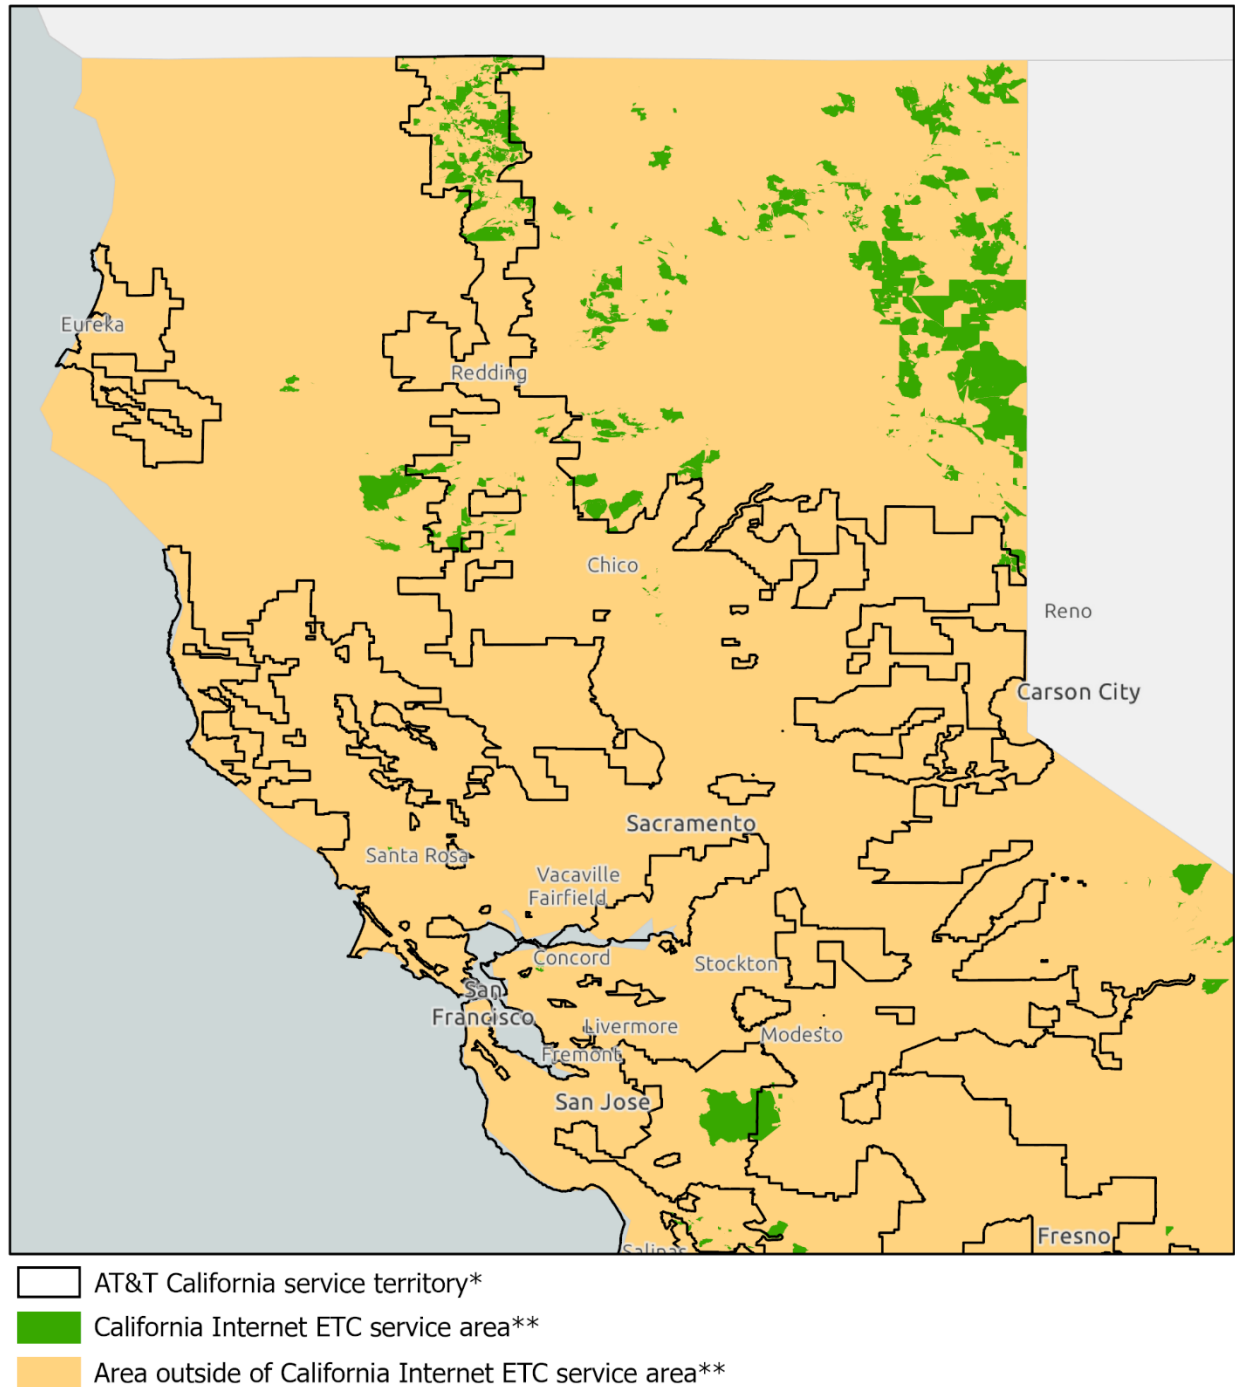 Eureka
Redding
Chico
Reno
Carson City
Sacramento
Santa Rosa
Vacaville
Fairfield
Concord
Stockton
San
Francisco
Livermore
Modesto
Fremont
San Jose
Fresno
Salinas
AT&T California service territory*
California Internet ETC service area**
Area outside of California Internet ETC service area**